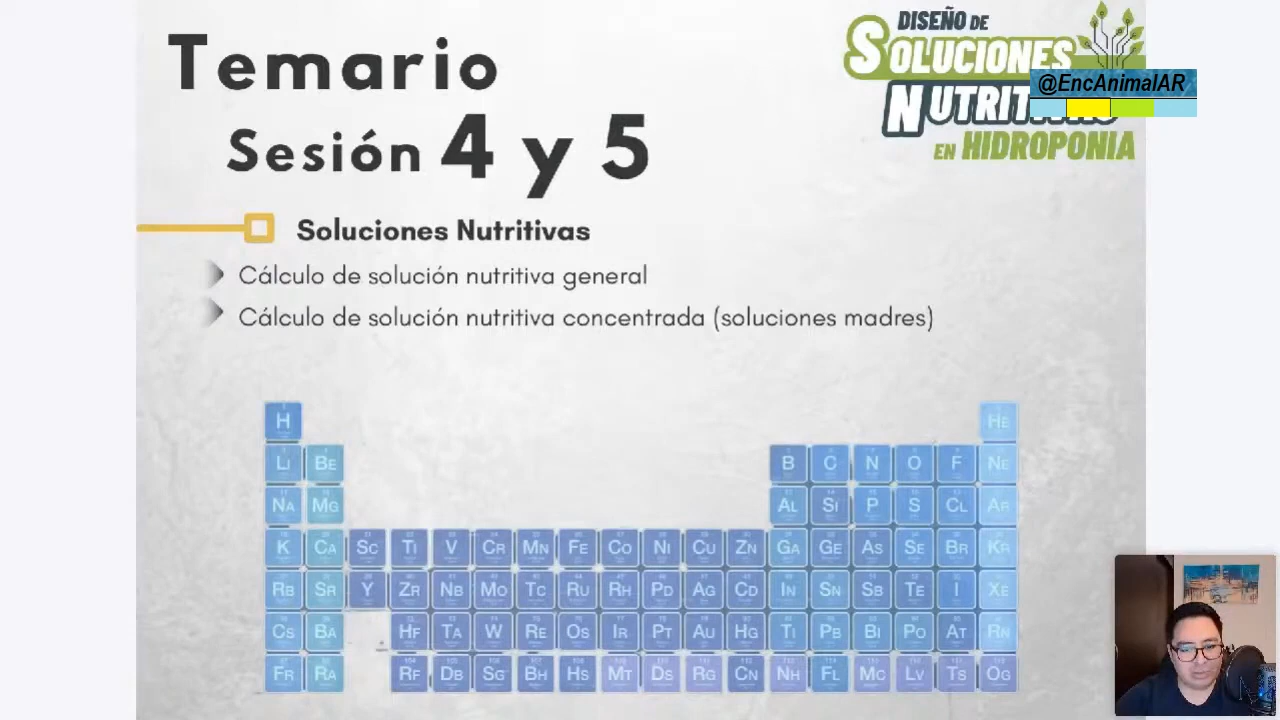 Temario
Sesión 4 y 5
DISEÑO DE
SOLUCIONES
NUTRITIVAS
EN HIDROPONIA
@EncAnimalAR
Soluciones Nutritivas
Cálculo de solución nutritiva general
Cálculo de solución nutritiva concentrada (soluciones madres)
H HE
LI BE B C N O F NE
NA MG AL SI P S CL AR
K CA SC TI V CR MN FE CO NI CU ZN GA GE AS SE BR KR
RB SR Y ZR NB MO TC RU RH PD AG CD IN SN SB TE I XE
CS BA HF TA W RE OS IR PT AU HG TI PB BI PO AT RN
FR RA RF DB SG BH HS MT DS RG CN NH FL MC LV TS OG